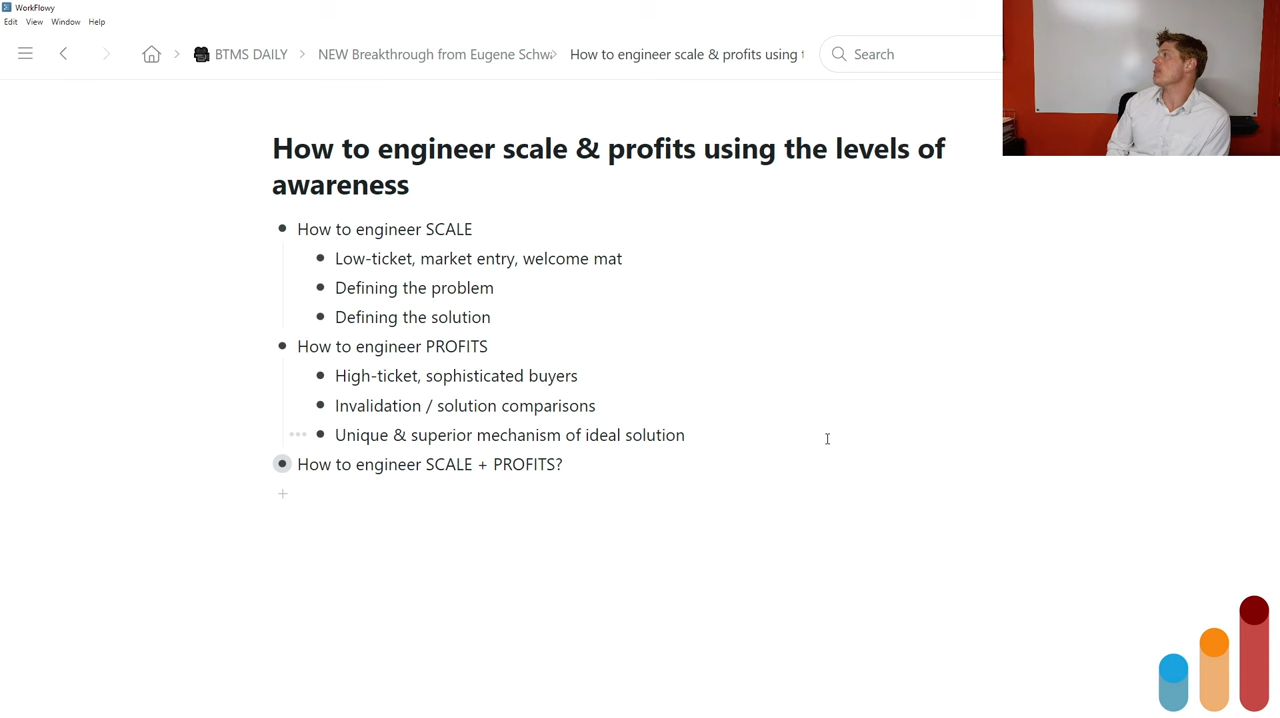 WorkFlowy
Edit View Window Help
BTMS DAILY
NEW Breakthrough from Eugene Schw
How to engineer scale & profits using t
Search
How to engineer scale & profits using the levels of
awareness
How to engineer SCALE
Low-ticket, market entry, welcome mat
Defining the problem
Defining the solution
How to engineer PROFITS
High-ticket, sophisticated buyers
Invalidation / solution comparisons
Unique & superior mechanism of ideal solution
How to engineer SCALE + PROFITS?